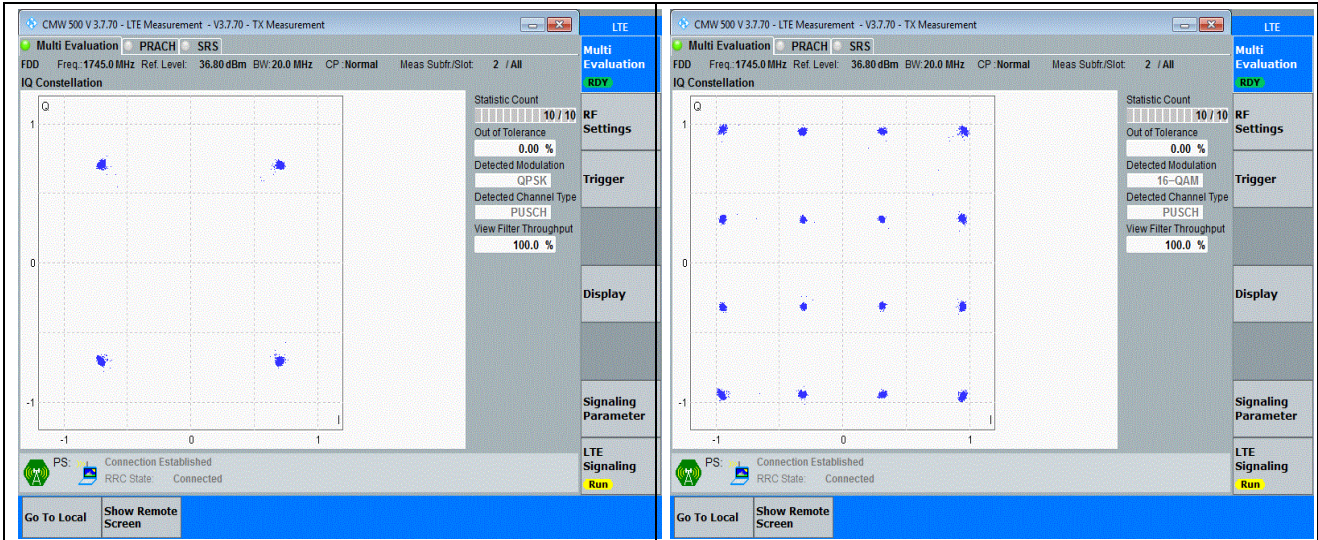 CMW 500 V 3.7.70 - LTE Measurement - V3.7.70 - TX Measurement
LTE
Multi Evaluation PRACH SRS
Multi
Evaluation
RDY
FDD Freq.:1745.0 MHz Ref. Level: 36.80 dBm BW:20.0 MHz CP :Normal Meas Subfr./Slot: 2 / All
IQ Constellation
Q
1
0
-1
I
-1 0 1
Statistic Count
10 / 10
Out of Tolerance
0.00 %
Detected Modulation
QPSK
Detected Channel Type
PUSCH
View Filter Throughput
100.0 %
RF
Settings
Trigger
Display
Signaling
Parameter
LTE
Signaling
Run
PS: Connection Established
RRC State: Connected
Go To Local
Show Remote
Screen
CMW 500 V 3.7.70 - LTE Measurement - V3.7.70 - TX Measurement
LTE
Multi Evaluation PRACH SRS
Multi
Evaluation
RDY
FDD Freq.:1745.0 MHz Ref. Level: 36.80 dBm BW:20.0 MHz CP :Normal Meas Subfr./Slot: 2 / All
IQ Constellation
Q
1
0
-1
I
-1 0 1
Statistic Count
10 / 10
Out of Tolerance
0.00 %
Detected Modulation
16-QAM
Detected Channel Type
PUSCH
View Filter Throughput
100.0 %
RF
Settings
Trigger
Display
Signaling
Parameter
LTE
Signaling
Run
PS: Connection Established
RRC State: Connected
Go To Local
Show Remote
Screen